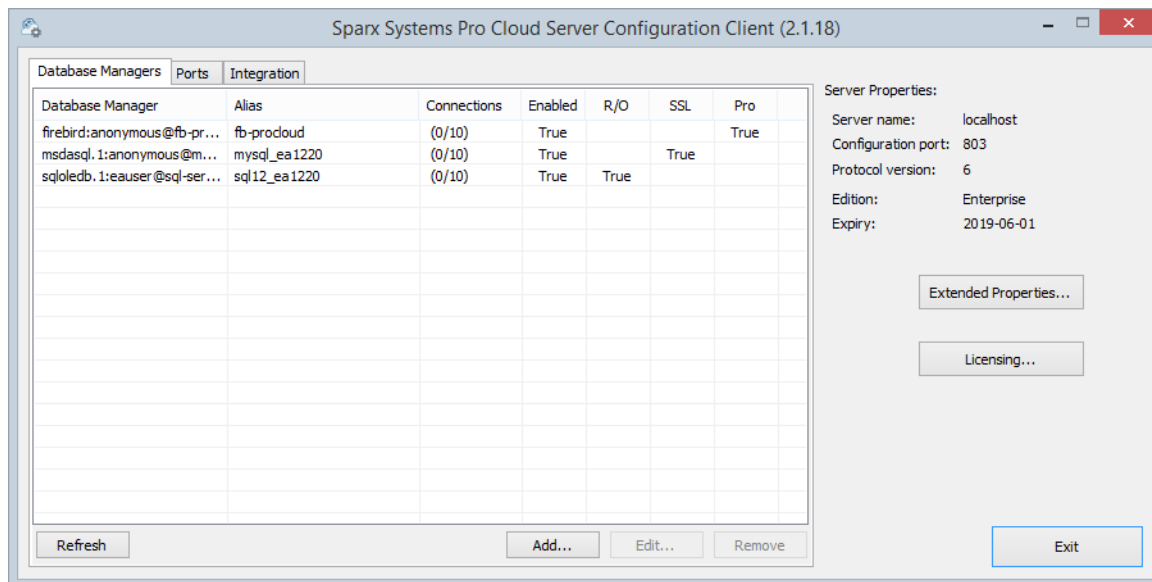 Sparx Systems Pro Cloud Server Configuration Client (2.1.18)
Database Managers Ports Integration
Database Manager Alias Connections Enabled R/O SSL Pro
firebird:anonymous@fb-pr... fb-procloud (0/10) True True
msdasql.1:anonymous@m... mysql_ea1220 (0/10) True True
sqloledb.1:eauser@sql-ser... sql12_ea1220 (0/10) True True
Refresh Add... Edit... Remove
Server Properties:
Server name: localhost
Configuration port: 803
Protocol version: 6
Edition: Enterprise
Expiry: 2019-06-01
Extended Properties...
Licensing...
Exit